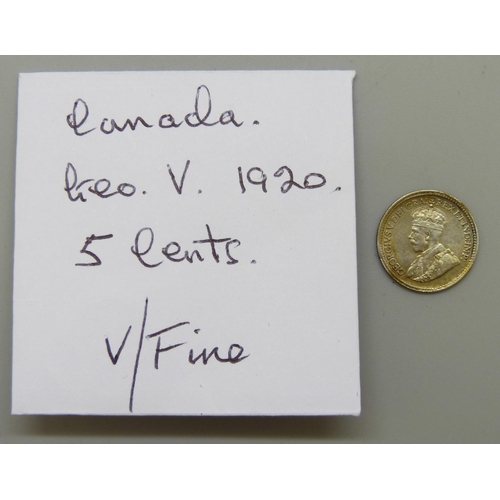 Canada.
Geo. V. 1920.
5 Cents.
V/Fine